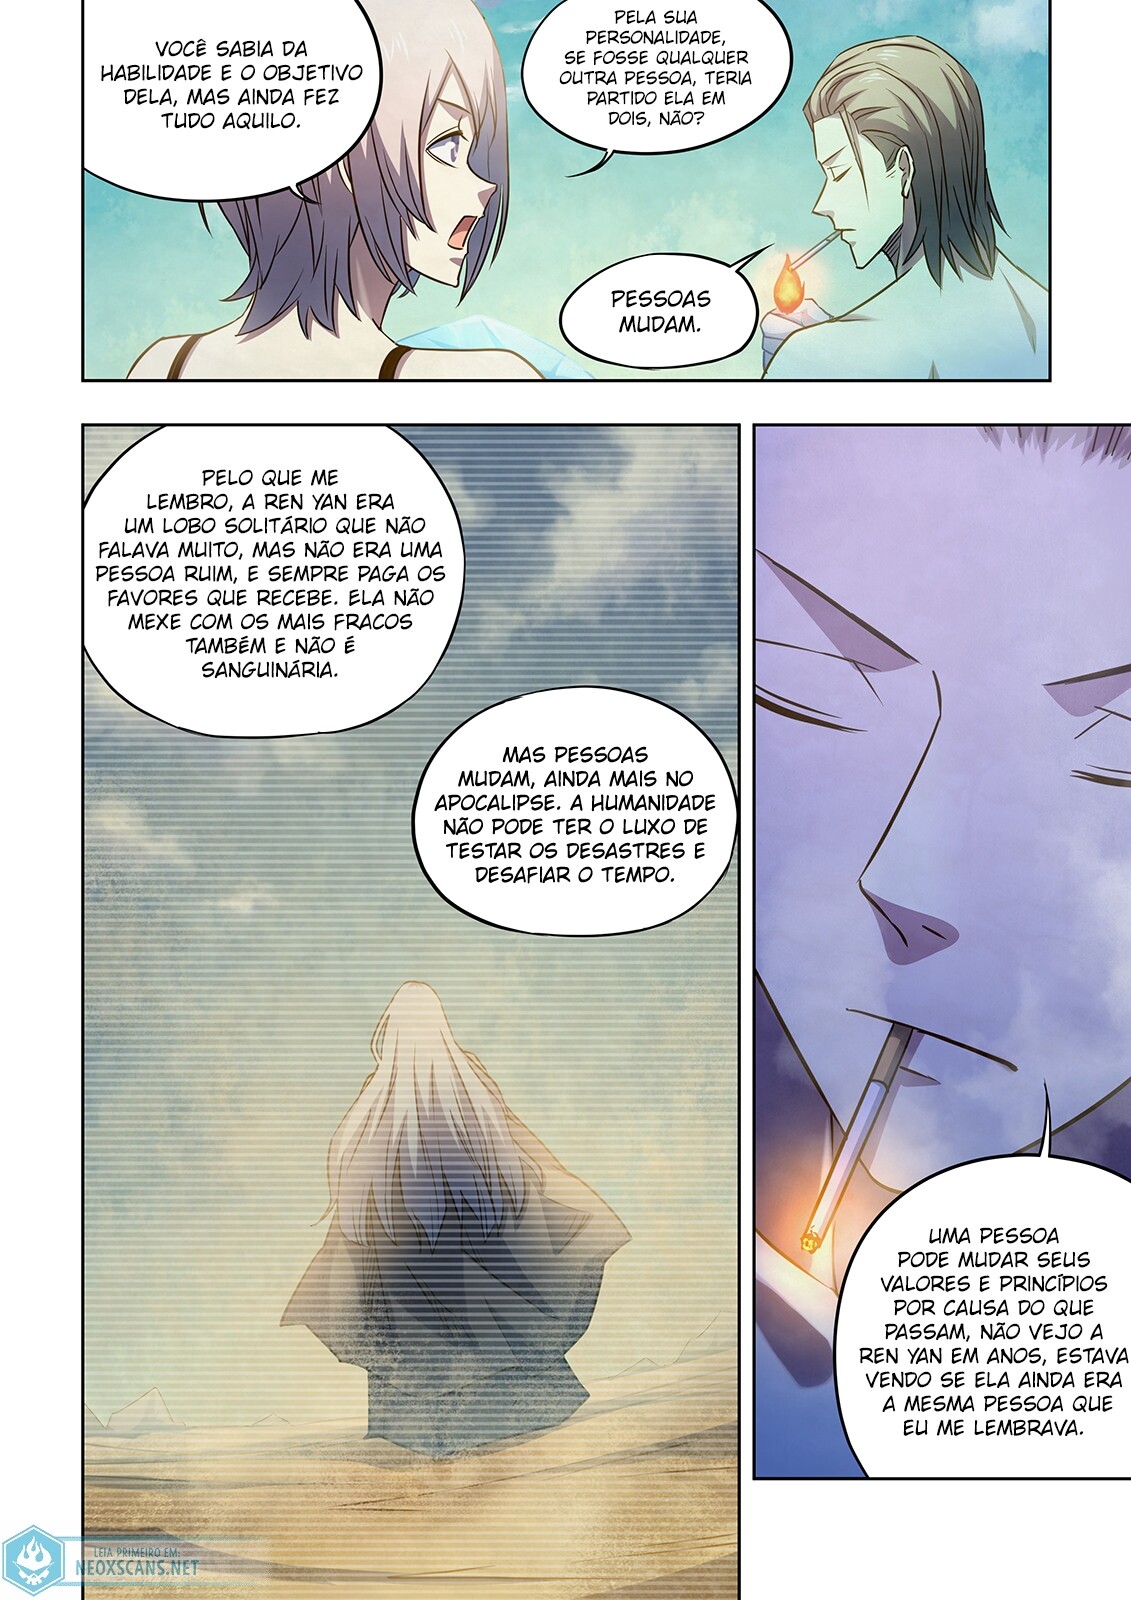 VOCÊ SABIA DA
HABILIDADE E O OBJETIVO
DELA, MAS AINDA FEZ
TUDO AQUILO.
PELA SUA
PERSONALIDADE,
SE FOSSE QUALQUER
OUTRA PESSOA, TERIA
PARTIDO ELA EM
DOIS, NÃO?
PESSOAS
MUDAM.
PELO QUE ME
LEMBRO, A REN YAN ERA
UM LOBO SOLITÁRIO QUE NÃO
FALAVA MUITO, MAS NÃO ERA UMA
PESSOA RUIM, E SEMPRE PAGA OS
FAVORES QUE RECEBE. ELA NÃO
MEXE COM OS MAIS FRACOS
TAMBÉM E NÃO É
SANGUINÁRIA.
MAS PESSOAS
MUDAM, AINDA MAIS NO
APOCALIPSE. A HUMANIDADE
NÃO PODE TER O LUXO DE
TESTAR OS DESASTRES E
DESAFIAR O TEMPO.
UMA PESSOA
PODE MUDAR SEUS
VALORES E PRINCÍPIOS
POR CAUSA DO QUE
PASSAM, NÃO VEJO A
REN YAN EM ANOS, ESTAVA
VENDO SE ELA AINDA ERA
A MESMA PESSOA QUE
EU ME LEMBRAVA.
LEIA PRIMEIRO EM:
NEOXSCANS.NET